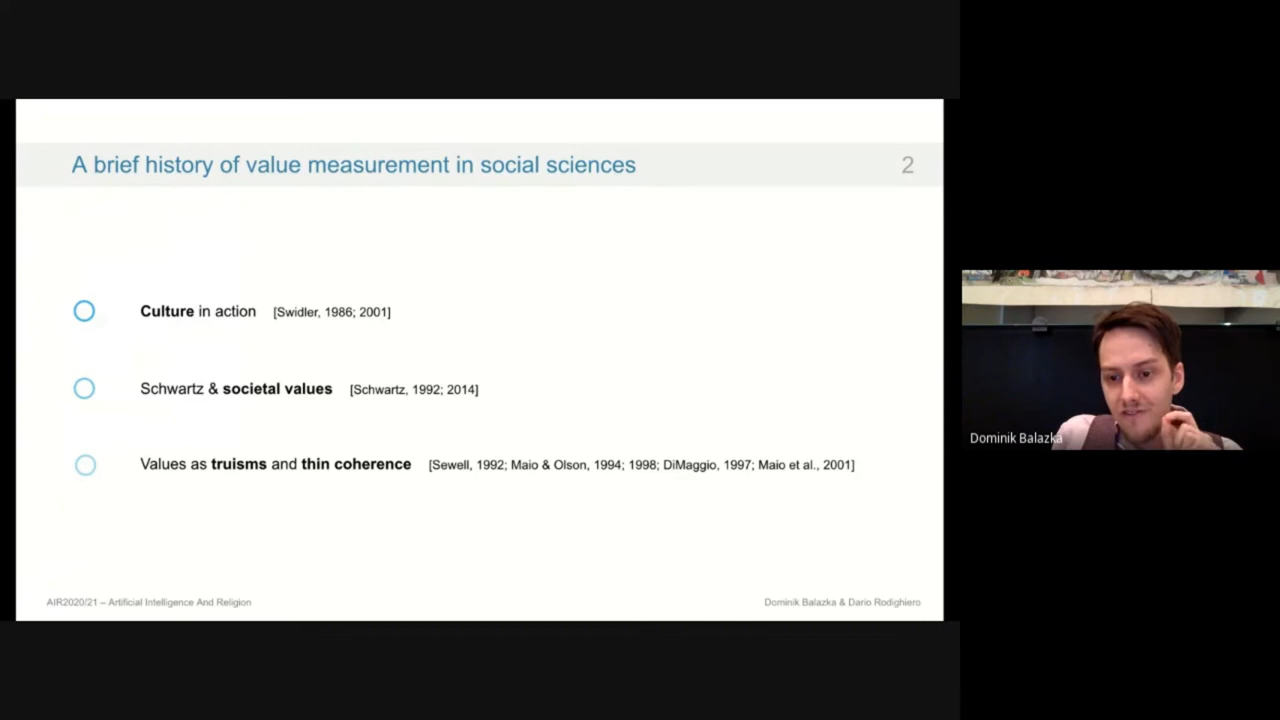 A brief history of value measurement in social sciences 2
Culture in action [Swidler, 1986; 2001]
Schwartz & societal values [Schwartz, 1992; 2014]
Values as truisms and thin coherence [Sewell, 1992; Maio & Olson, 1994; 1998; DiMaggio, 1997; Maio et al., 2001]
AIR2020/21 – Artificial Intelligence And Religion Dominik Balazka & Dario Rodighiero
Dominik Balazka